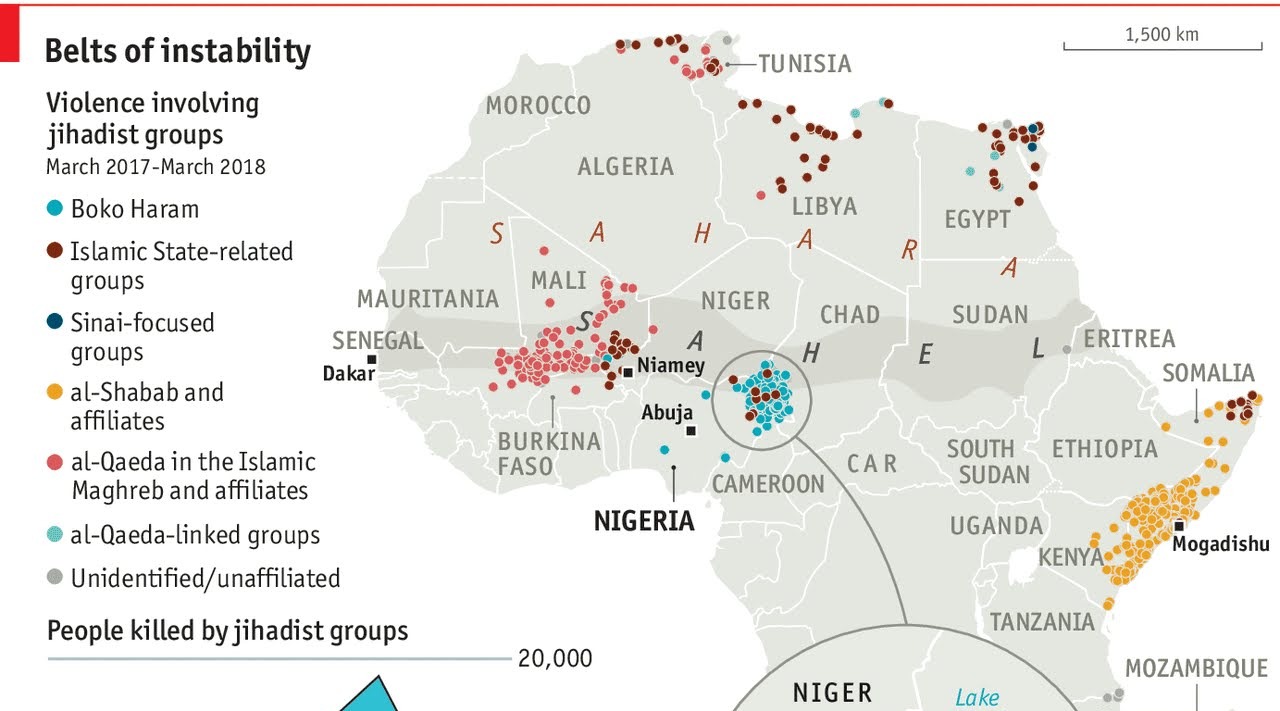 Belts of instability
Violence involving
jihadist groups
March 2017-March 2018
Boko Haram
Islamic State-related
groups
Sinai-focused
groups
al-Shabab and
affiliates
al-Qaeda in the Islamic
Maghreb and affiliates
al-Qaeda-linked groups
Unidentified/unaffiliated
1,500 km
TUNISIA
MOROCCO
ALGERIA
LIBYA
EGYPT
S A H A R A
MALI
MAURITANIA
NIGER
CHAD
SUDAN
S A H E L
ERITREA
SENEGAL
Dakar
Niamey
SOMALIA
Abuja
BURKINA
FASO
CAMEROON
CAR
SOUTH
SUDAN
ETHIOPIA
NIGERIA
UGANDA
KENYA
Mogadishu
TANZANIA
MOZAMBIQUE
People killed by jihadist groups
20,000
NIGER
Lake